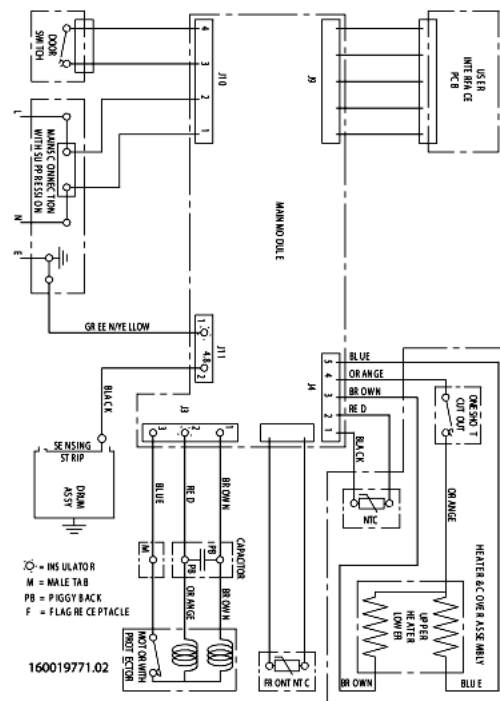 DOOR
SWITCH
4
3
2
1
J10
J9
USER
INTERFACE
PCB
L
MAINS CONNECTION
WITH SUPPRESSION
N
E
MAIN MODULE
GREEN/YELLOW
1
4.8
2
J11
BLACK
J4
5
4
3
2
1
BLUE
ORANGE
BROWN
RED
BLACK
ONE SHOT
CUT OUT
J3
3
2
1
SENSING
STRIP
DRUM
ASSY
BLUE
RED
BROWN
NTC
ORANGE
M
PB
PB
CAPACITOR
ORANGE
BROWN
HEATER & COVER ASSEMBLY
UPPER
HEATER
LOWER
= INSULATOR
M = MALE TAB
PB = PIGGY BACK
F = FLAG RECEPTACLE
MOTOR WITH
PROTECTOR
FRONT NTC
BROWN
BLUE
160019771.02